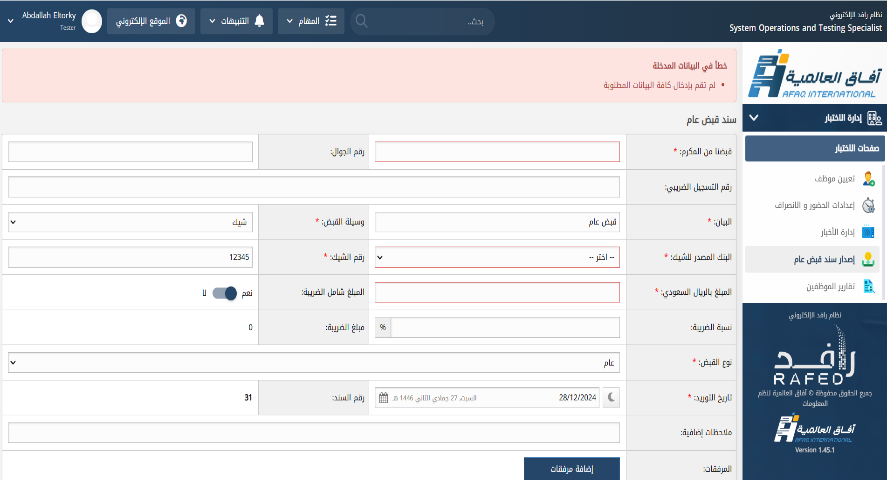 نظام رافد الإلكتروني
System Operations and Testing Specialist
بحث..
المهام
التنبيهات
الموقع الإلكتروني
Abdallah Eltorky
Tester
آفـاق العالمية
AFAQ INTERNATIONAL
إدارة الاختبار
صفحات الاختبار
تعيين موظف
إعدادات الحضور و الانصراف
إدارة الأخبار
إصدار سند قبض عام
تقارير الموظفين
نظام رافد الإلكتروني
رافـد
RAFED
جميع الحقوق محفوظة © آفاق العالمية لنظم
المعلومات
آفـاق العالمية
AFAQ INTERNATIONAL
Version 1.45.1
خطأ في البيانات المدخلة
لم تقم بإدخال كافة البيانات المطلوبة
سند قبض عام
قبضنا من المكرم: *
رقم الجوال:
رقم التسجيل الضريبي:
البيان: * قبض عام
وسيلة القبض: * شيك
البنك المصدر للشيك: * -- اختر --
رقم الشيك: * 12345
المبلغ بالريال السعودي: *
المبلغ شامل الضريبة: نعم لا
نسبة الضريبة: %
مبلغ الضريبة: 0
نوع القبض: * عام
تاريخ التوريد: * 28/12/2024 السبت، 27 جمادي الثاني 1446 هـ
رقم السند: 31
ملاحظات إضافية:
المرفقات: إضافة مرفقات